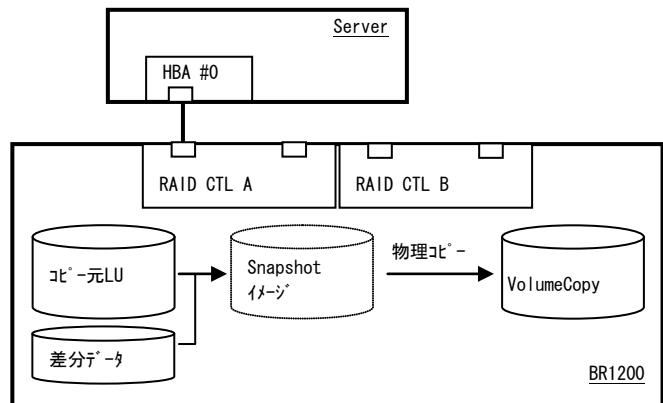 Server
HBA #0
RAID CTL A
RAID CTL B
ｺﾋﾟｰ元LU
Snapshot
ｲﾒｰｼﾞ
物理ｺﾋﾟｰ
VolumeCopy
差分ﾃﾞｰﾀ
BR1200